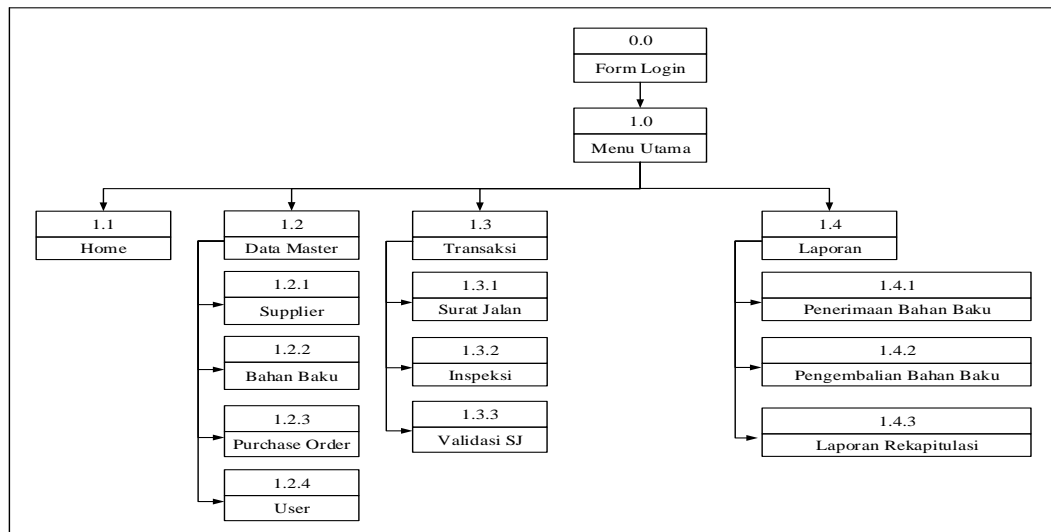 0.0
Form Login
1.0
Menu Utama
1.1
Home
1.2
Data Master
1.2.1
Supplier
1.2.2
Bahan Baku
1.2.3
Purchase Order
1.2.4
User
1.3
Transaksi
1.3.1
Surat Jalan
1.3.2
Inspeksi
1.3.3
Validasi SJ
1.4
Laporan
1.4.1
Penerimaan Bahan Baku
1.4.2
Pengembalian Bahan Baku
1.4.3
Laporan Rekapitulasi